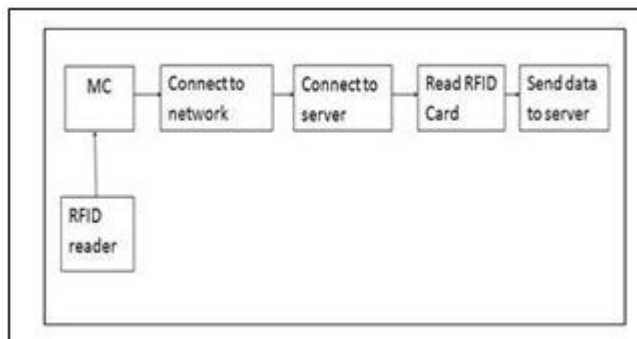 MC
Connect to
network
Connect to
server
Read RFID
Card
Send data
to server
RFID
reader